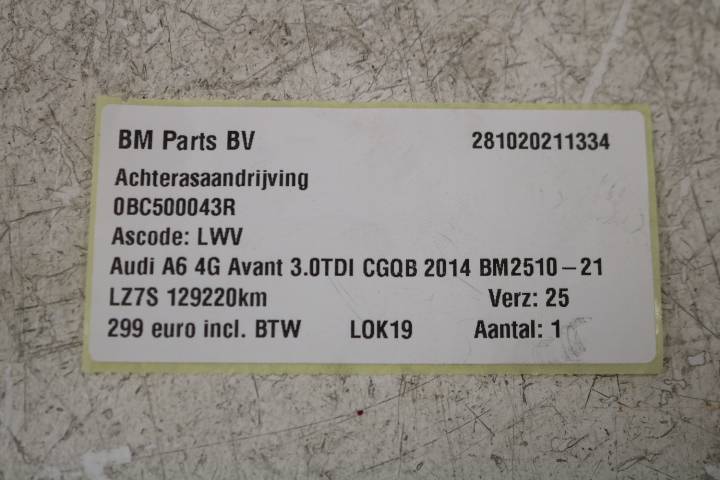 BM Parts BV 281020211334
Achterasaandrijving
0BC500043R
Ascode: LWV
Audi A6 4G Avant 3.0TDI CGQB 2014 BM2510-21
LZ7S 129220km Verz: 25
299 euro incl. BTW LOK19 Aantal: 1